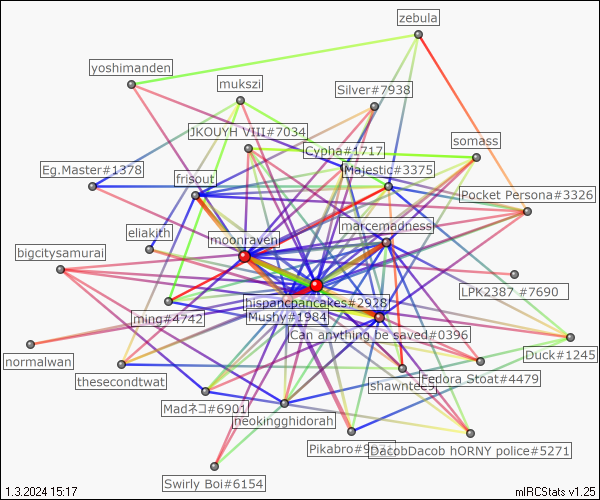 zebula
yoshimanden
mukszi
Silver#7938
JKOUYH VIII#7034
somass
Cypha#1717
Eg.Master#1378
frisout
Majestic#3375
Pocket Persona#3326
eliakith
moonraven
marcemadness
bigcitysamurai
LPK2387 #7690
hispancpancakes#2928
ming#4742
Mushy#1984
Can anything be saved#0396
normalwan
Duck#1245
thesecondtwat
Fedora Stoat#4479
Madネコ#6901
neokingghidorah
DacobDacob hORNY police#5271
Swirly Boi#6154
1.3.2024 15:17
mIRCStats v1.25